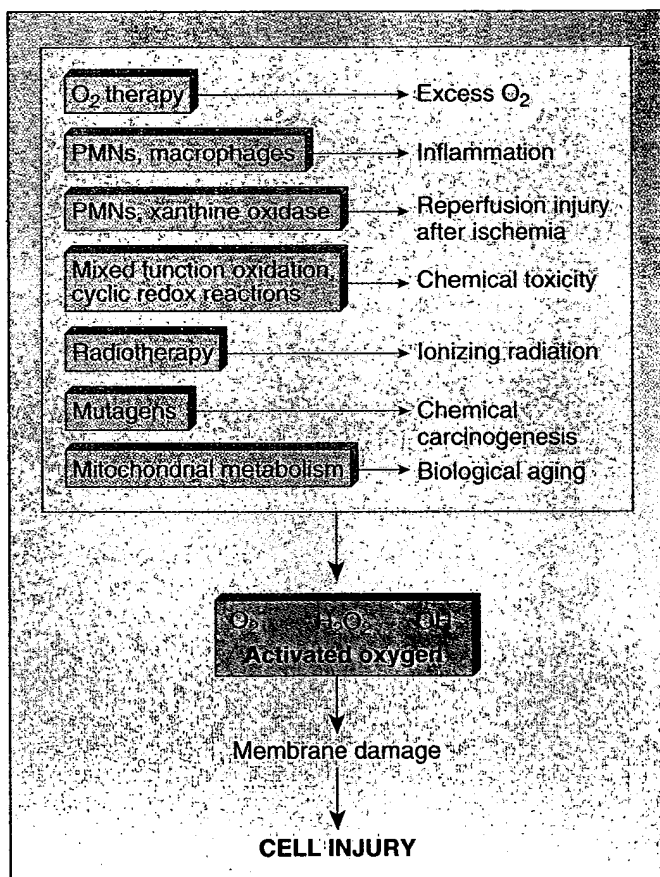 O₂ therapy → Excess O₂
PMNs, macrophages → Inflammation
PMNs, xanthine oxidase → Reperfusion injury
after ischemia
Mixed function oxidation,
cyclic redox reactions → Chemical toxicity
Radiotherapy → Ionizing radiation
Mutagens → Chemical
carcinogenesis
Mitochondrial metabolism → Biological aging
O₂ H₂O₂ OH
Activated oxygen
Membrane damage
CELL INJURY